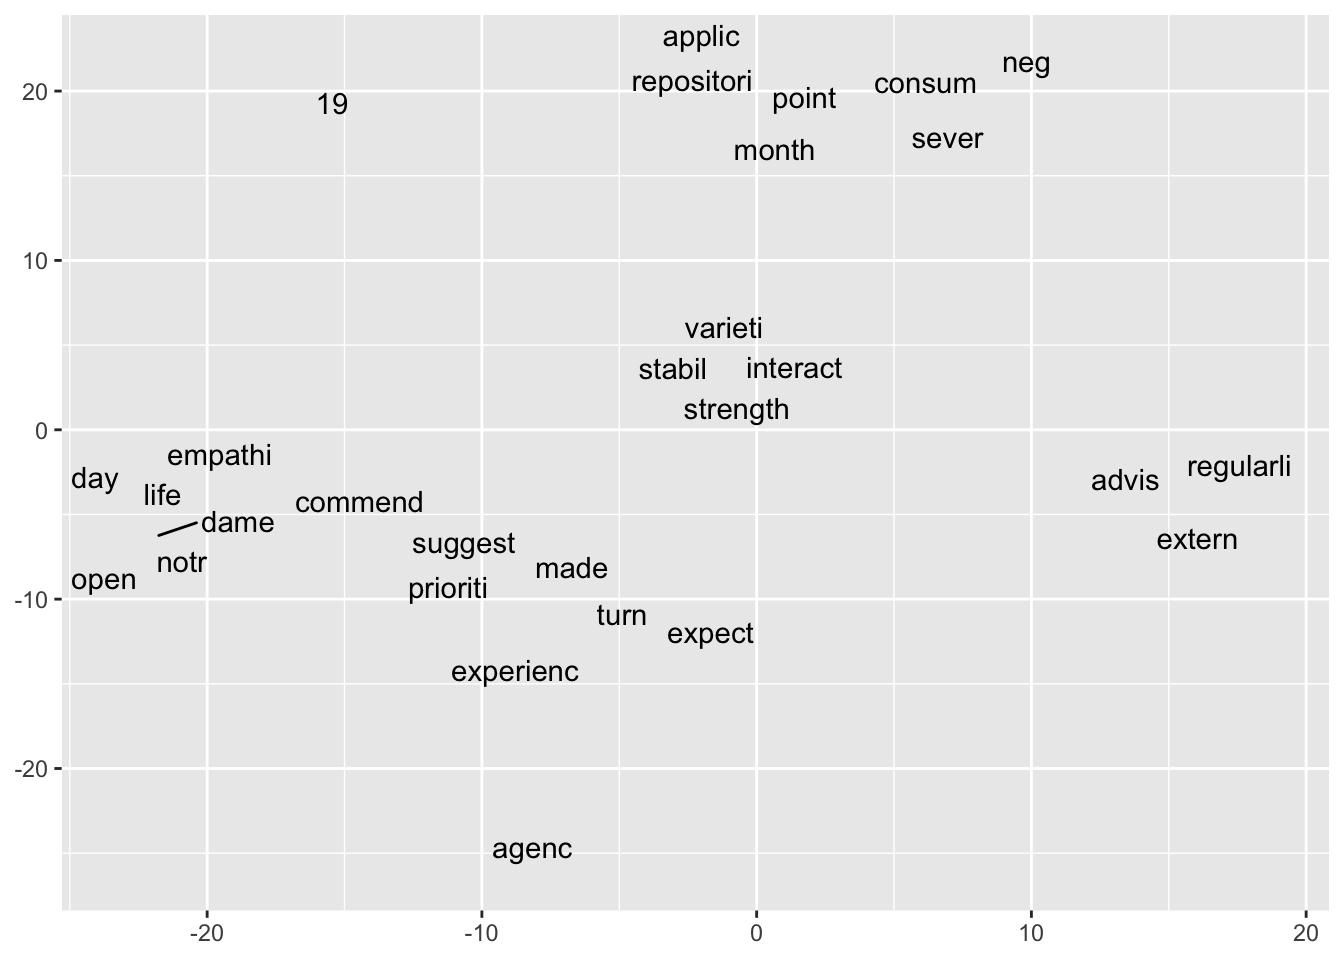 applic
neg
repositori
consum
20
19
point
sever
month
10
varieti
stabil
interact
strength
0
empathi
day
regularli
advis
life
commend
dame
suggest
extern
notr
made
open
prioriti
-10
turn
expect
experienc
-20
agenc
-20
-10
0
10
20